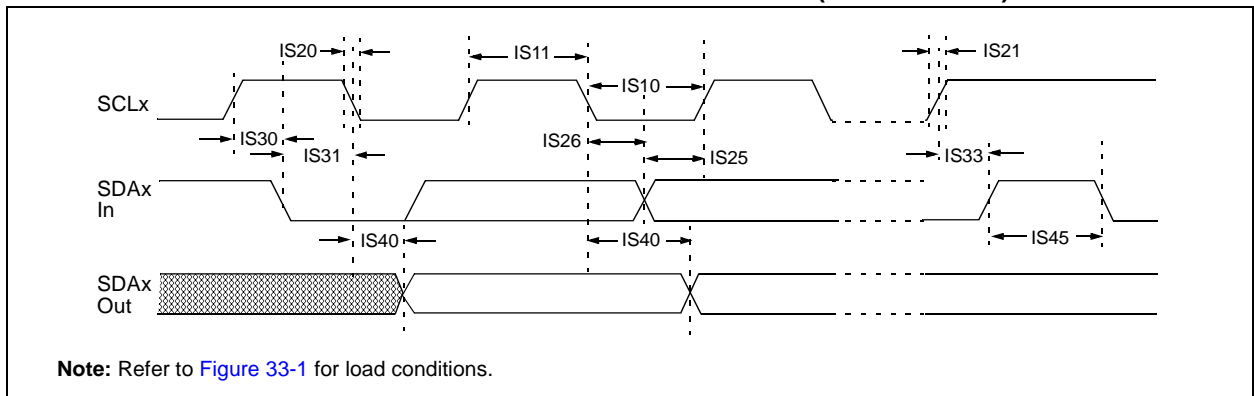 IS20
IS11
IS21
IS10
SCLx
IS30
IS26
IS31
IS25
IS33
SDAx
In
IS40
IS40
IS45
SDAx
Out
Note: Refer to Figure 33-1 for load conditions.